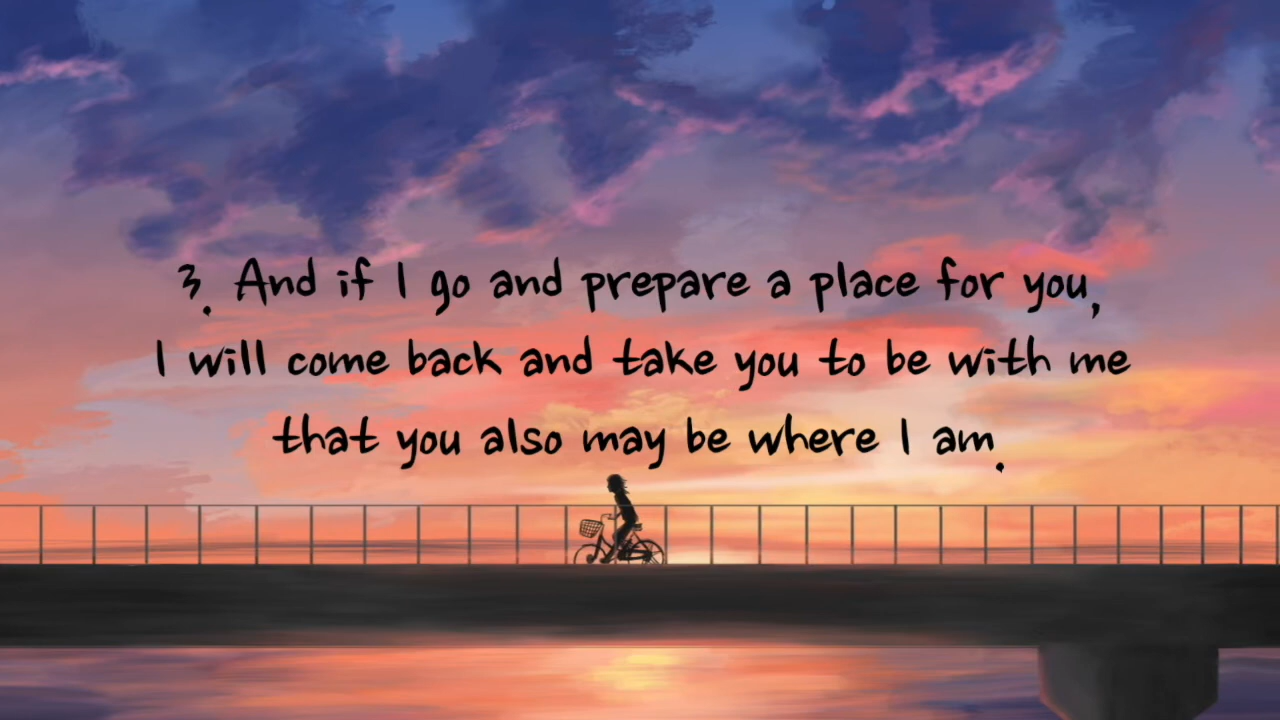 3. And if I go and prepare a place for you,
I will come back and take you to be with me
that you also may be where I am.